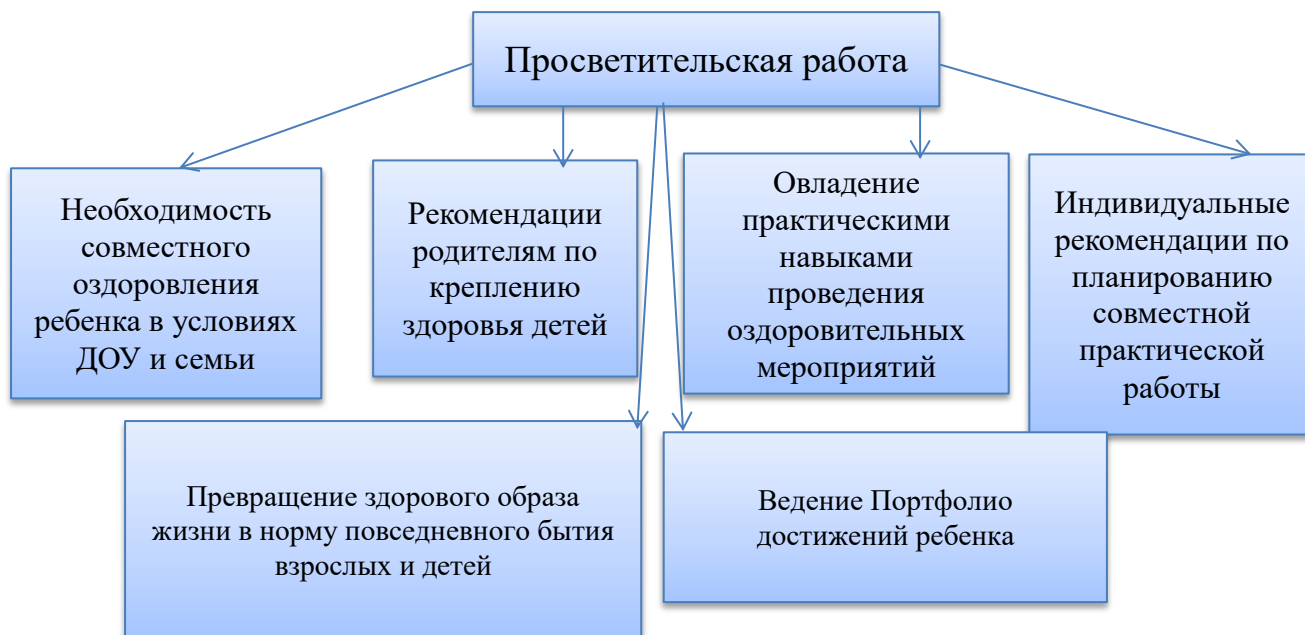 Просветительская работа
Необходимость
совместного
оздоровления
ребенка в условиях
ДОУ и семьи
Рекомендации
родителям по
креплению
здоровья детей
Овладение
практическими
навыками
проведения
оздоровительных
мероприятий
Индивидуальные
рекомендации по
планированию
совместной
практической
работы
Превращение здорового образа
жизни в норму повседневного бытия
взрослых и детей
Ведение Портфолио
достижений ребенка